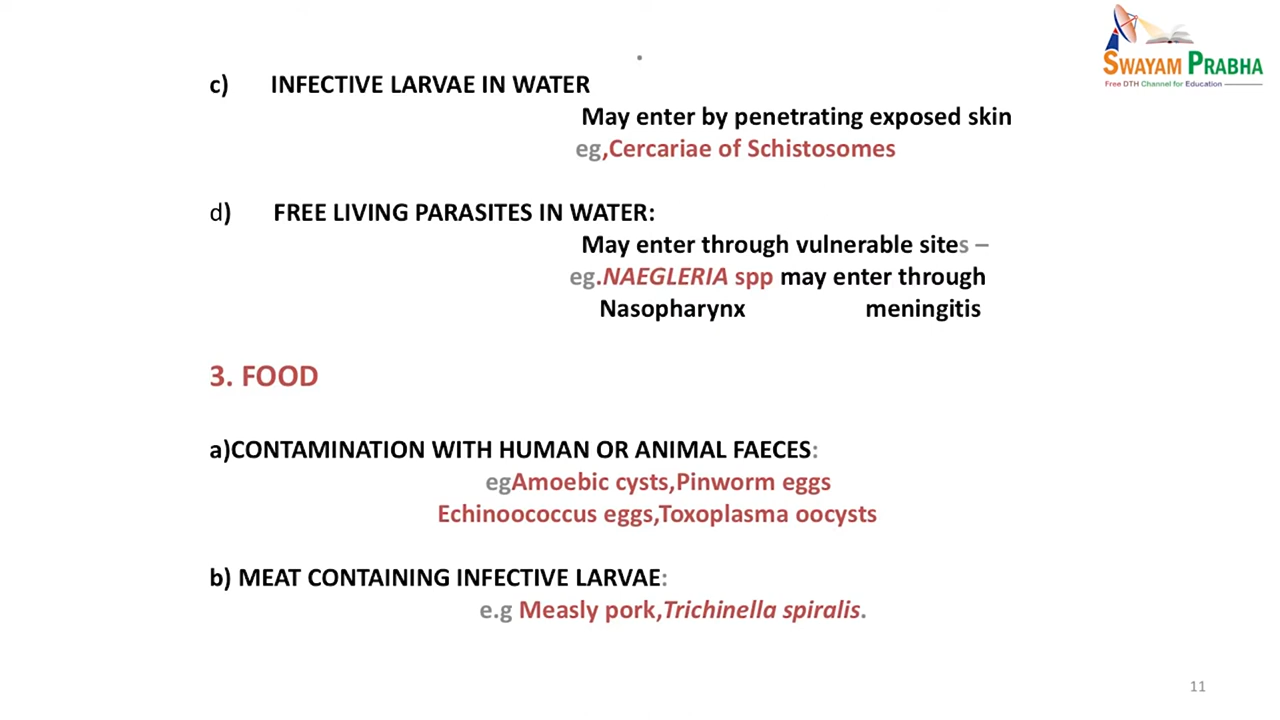 SWAYAM PRABHA
Free DTH Channel for Education
c) INFECTIVE LARVAE IN WATER
May enter by penetrating exposed skin
eg,Cercariae of Schistosomes
d) FREE LIVING PARASITES IN WATER:
May enter through vulnerable sites –
eg.NAEGLERIA spp may enter through
Nasopharynx meningitis
3. FOOD
a)CONTAMINATION WITH HUMAN OR ANIMAL FAECES:
egAmoebic cysts,Pinworm eggs
Echinoococcus eggs,Toxoplasma oocysts
b) MEAT CONTAINING INFECTIVE LARVAE:
e.g Measly pork,Trichinella spiralis.
11